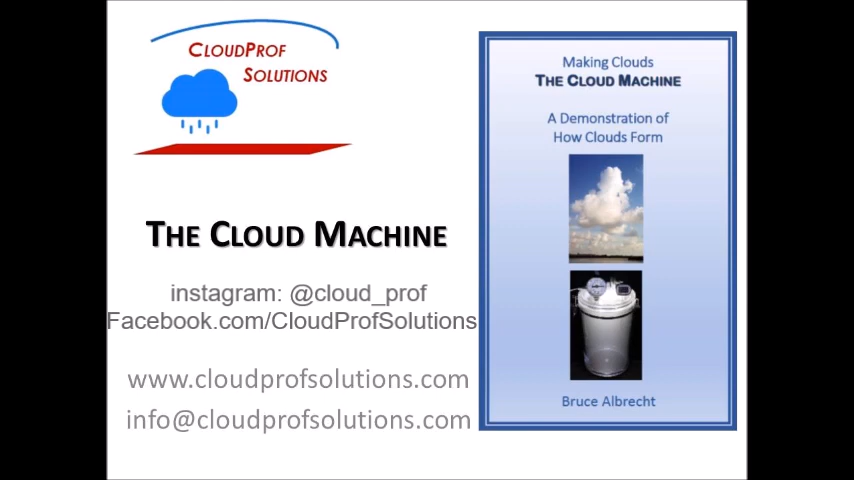 CLOUDPROF
SOLUTIONS
THE CLOUD MACHINE
instagram: @cloud_prof
Facebook.com/CloudProfSolutions
www.cloudprofsolutions.com
info@cloudprofsolutions.com
Making Clouds
THE CLOUD MACHINE
A Demonstration of
How Clouds Form
Bruce Albrecht